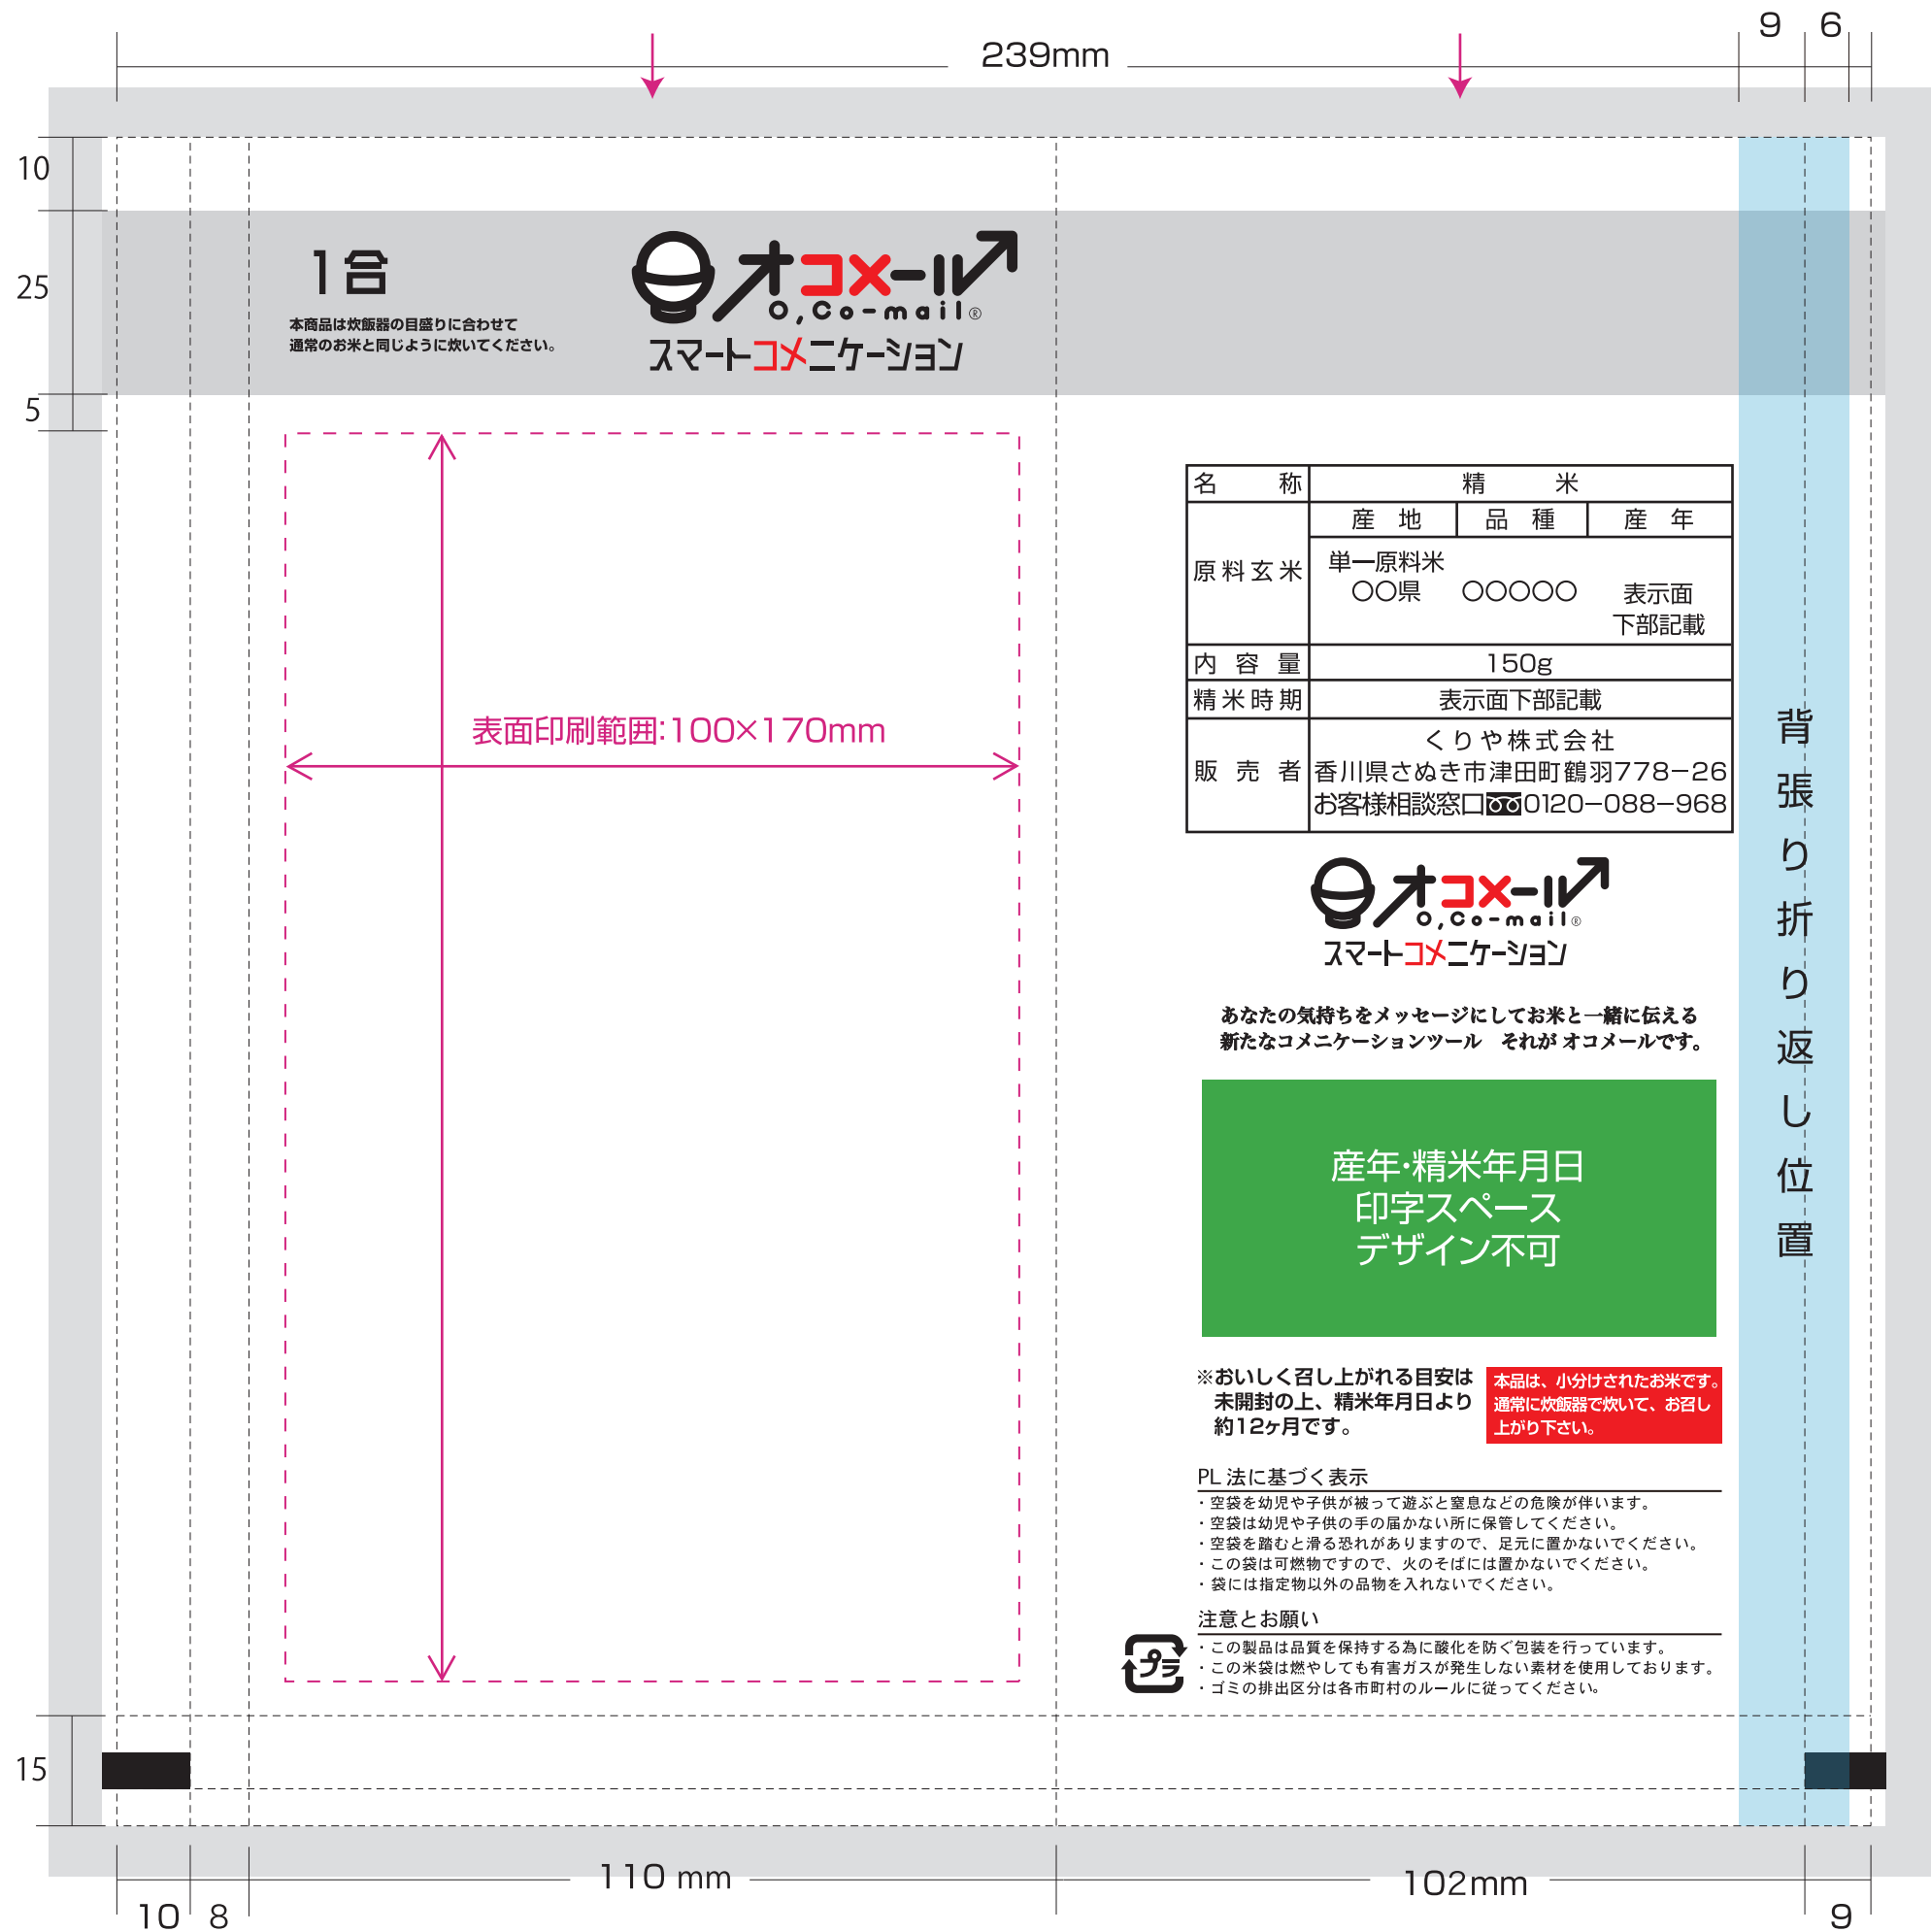 239mm
9
6
10
25
5
1合
本商品は炊飯器の目盛りに合わせて
通常のお米と同じように炊いてください。
オコメール
O,Co-mail®
スマートコメニケーション
表面印刷範囲:100×170mm
名称 精米
産地 品種 産年
原料玄米
単一原料米
〇〇県 〇〇〇〇〇 表示面
下部記載
内容量 150g
精米時期 表示面下部記載
販売者
くりや株式会社
香川県さぬき市津田町鶴羽778-26
お客様相談窓口 0120-088-968
背張り折り返し位置
オコメール
O,Co-mail®
スマートコメニケーション
あなたの気持ちをメッセージにしてお米と一緒に伝える
新たなコメニケーションツール それが オコメールです。
産年・精米年月日
印字スペース
デザイン不可
※おいしく召し上がれる目安は
未開封の上、精米年月日より
約12ヶ月です。
本品は、小分けされたお米です。
通常に炊飯器で炊いて、お召し
上がり下さい。
PL 法に基づく表示
・空袋を幼児や子供が被って遊ぶと窒息などの危険が伴います。
・空袋は幼児や子供の手の届かない所に保管してください。
・空袋を踏むと滑る恐れがありますので、足元に置かないでください。
・この袋は可燃物ですので、火のそばには置かないでください。
・袋には指定物以外の品物を入れないでください。
注意とお願い
・この製品は品質を保持する為に酸化を防ぐ包装を行っています。
・この米袋は燃やしても有害ガスが発生しない素材を使用しております。
・ゴミの排出区分は各市町村のルールに従ってください。
プラ
15
110 mm
102mm
10
8
9